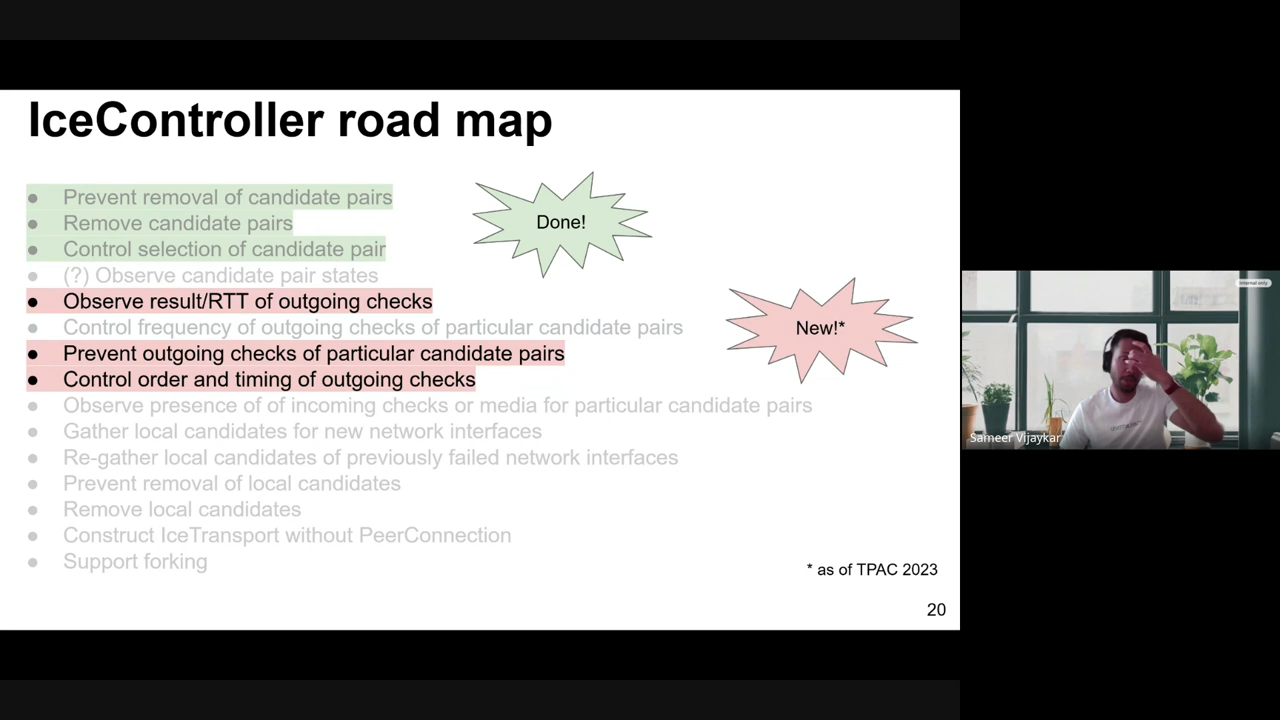 IceController road map
● Prevent removal of candidate pairs
● Remove candidate pairs
● Control selection of candidate pair
● (?) Observe candidate pair states
● Observe result/RTT of outgoing checks
● Control frequency of outgoing checks of particular candidate pairs
● Prevent outgoing checks of particular candidate pairs
● Control order and timing of outgoing checks
● Observe presence of of incoming checks or media for particular candidate pairs
● Gather local candidates for new network interfaces
● Re-gather local candidates of previously failed network interfaces
● Prevent removal of local candidates
● Remove local candidates
● Construct IceTransport without PeerConnection
● Support forking
Done!
New!*
* as of TPAC 2023
20
Internal only
Sameer Vijaykar